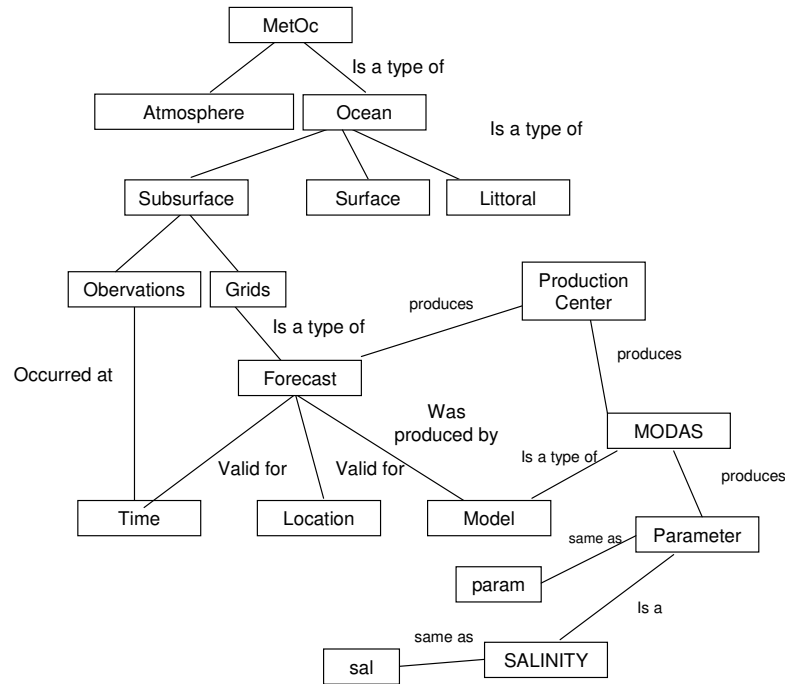 MetOc
Is a type of
Atmosphere
Ocean
Is a type of
Subsurface
Surface
Littoral
Obervations
Grids
produces
Production
Center
Is a type of
produces
Occurred at
Forecast
Was
produced by
MODAS
Valid for
Valid for
Is a type of
produces
Time
Location
Model
same as
Parameter
param
Is a
same as
sal
SALINITY